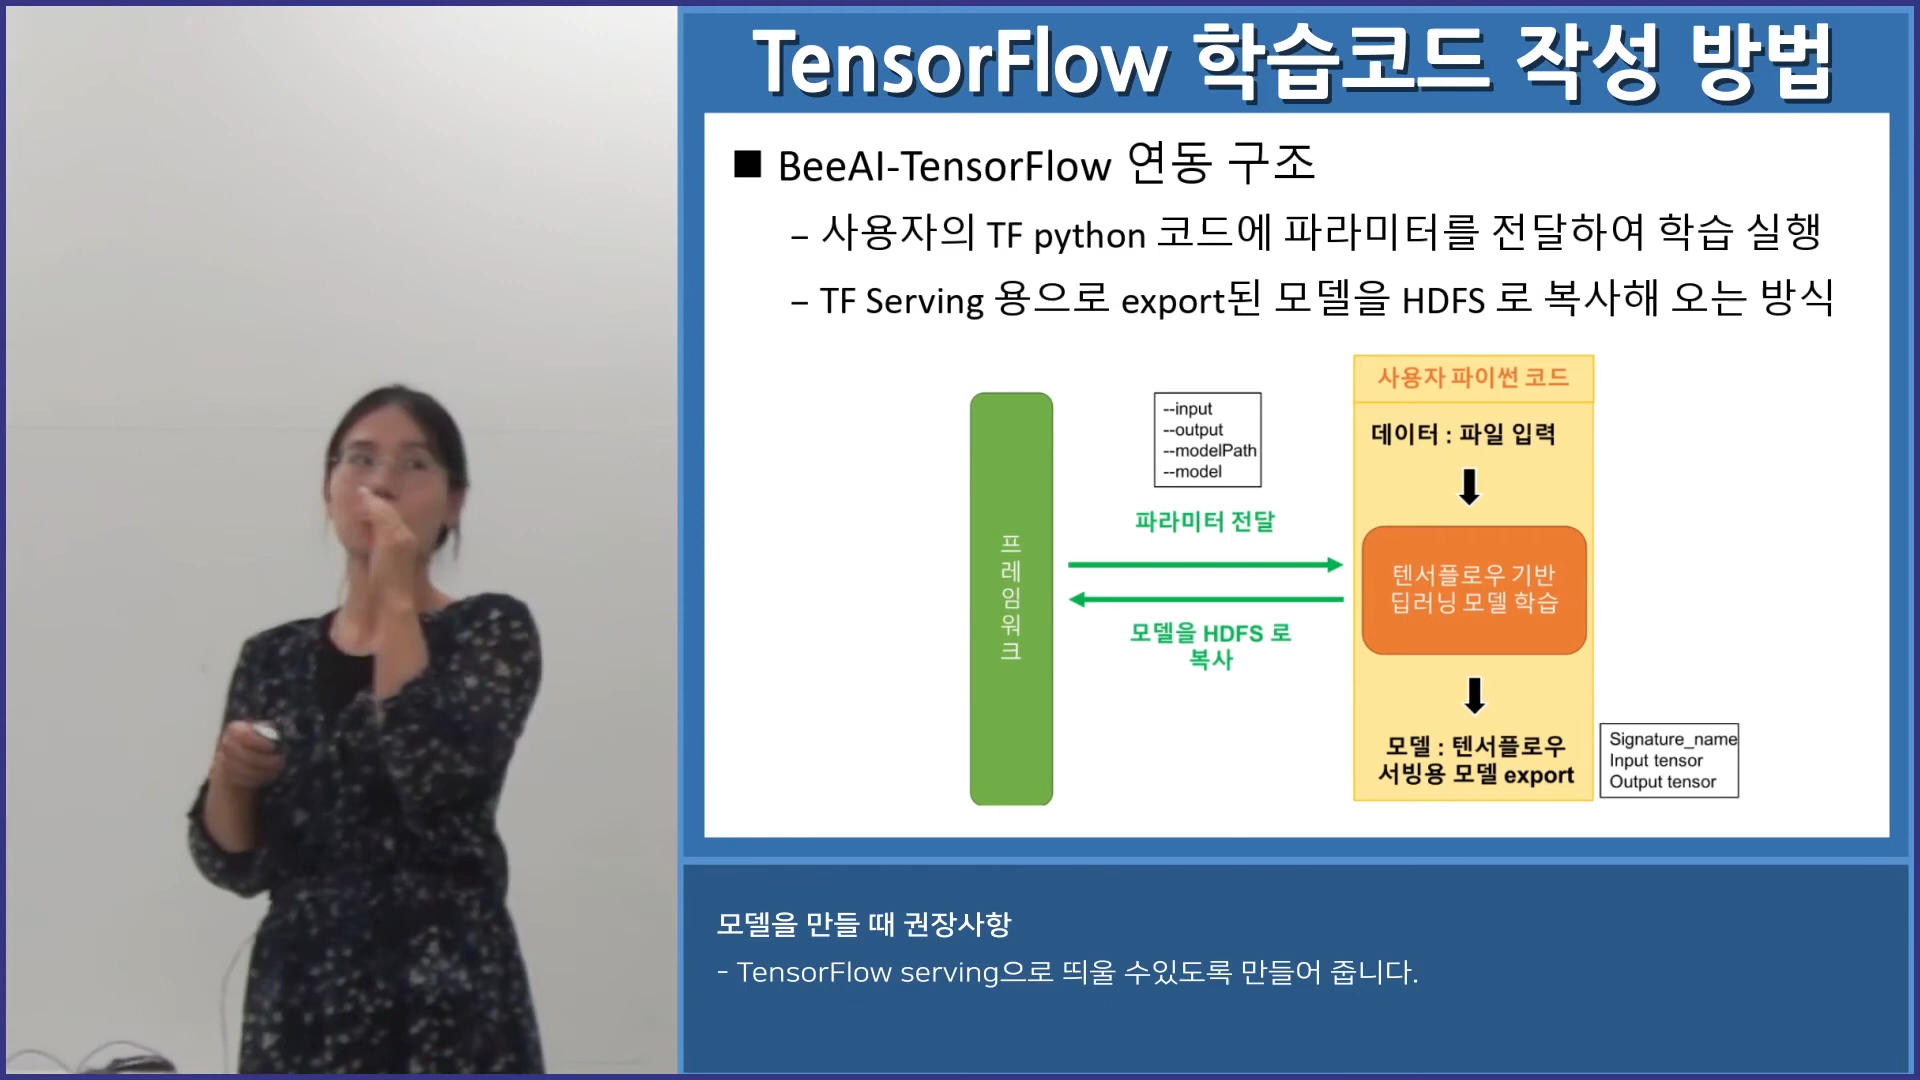 TensorFlow 학습코드 작성 방법
■ BeeAI-TensorFlow 연동 구조
– 사용자의 TF python 코드에 파라미터를 전달하여 학습 실행
– TF Serving 용으로 export된 모델을 HDFS 로 복사해 오는 방식
프레임워크
--input
--output
--modelPath
--model
파라미터 전달
모델을 HDFS 로
복사
사용자 파이썬 코드
데이터 : 파일 입력
텐서플로우 기반
딥러닝 모델 학습
모델 : 텐서플로우
서빙용 모델 export
Signature_name
Input tensor
Output tensor
모델을 만들 때 권장사항
- TensorFlow serving으로 띄울 수있도록 만들어 줍니다.